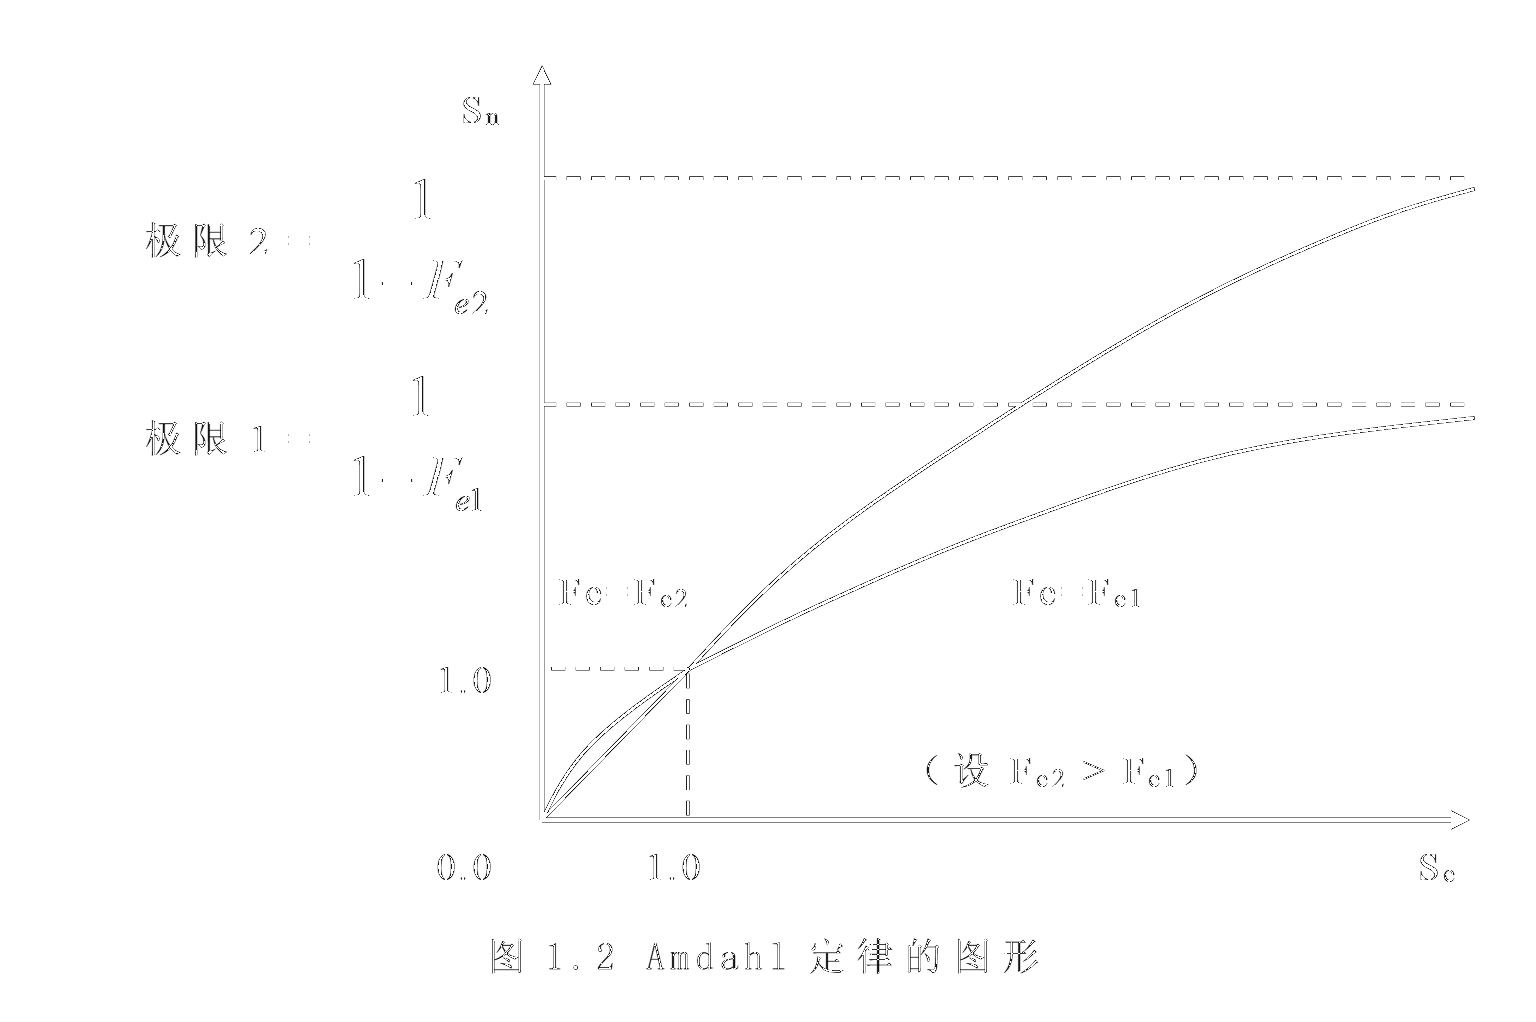 Sn
极限 2 = 1
1 - Fe2
极限 1 = 1
1 - Fe1
Fe=Fe2
Fe=Fe1
1.0
(设 Fe2 > Fe1)
0.0
1.0
Se
图 1.2 Amdahl 定律的图形